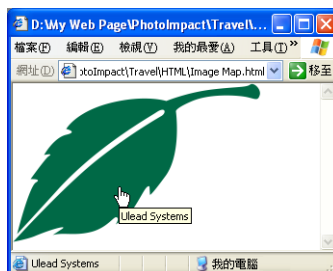 D:\My Web Page\PhotoImpact\Travel\...
檔案(F) 編輯(E) 檢視(V) 我的最愛(A) 工具(T) »
網址(D) ɔtoImpact\Travel\HTML\Image Map.html 移至
Ulead Systems
Ulead Systems 我的電腦